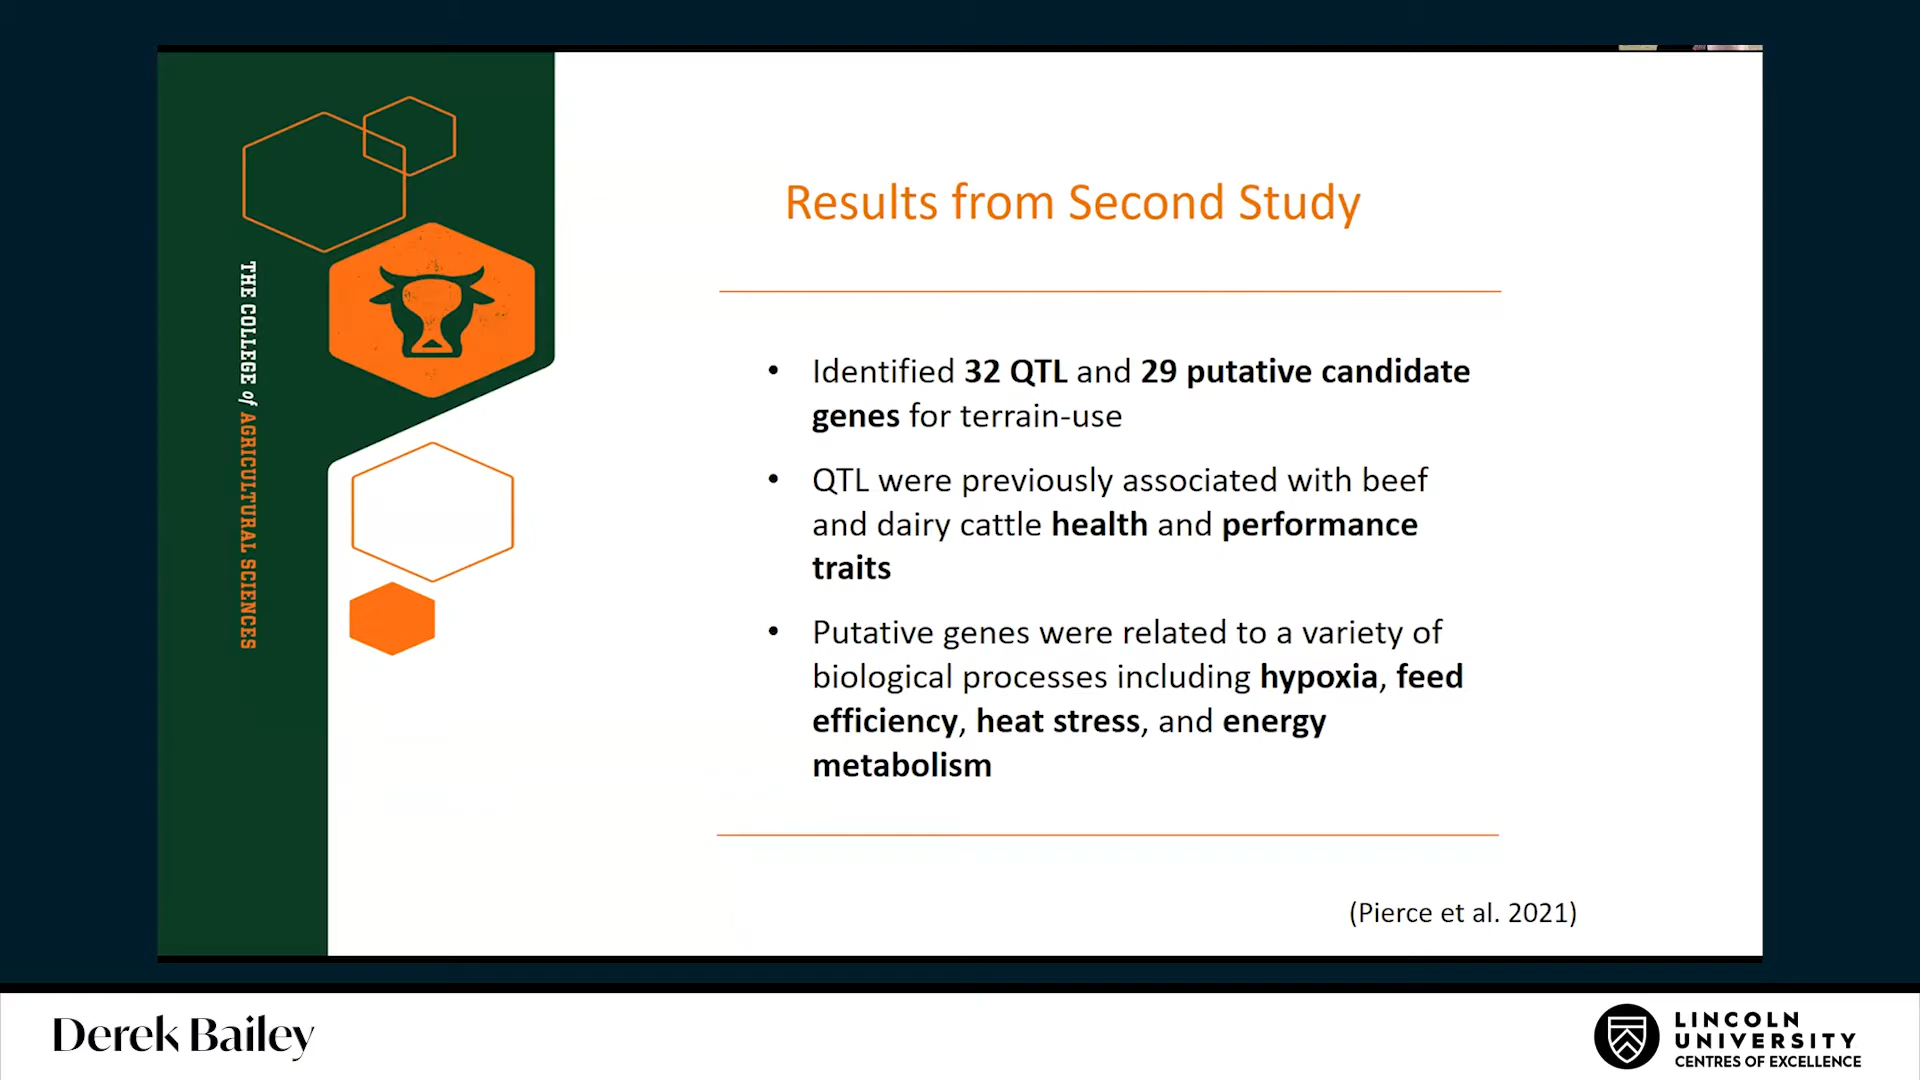 THE COLLEGE of AGRICULTURAL SCIENCES
Results from Second Study
• Identified 32 QTL and 29 putative candidate
genes for terrain-use
• QTL were previously associated with beef
and dairy cattle health and performance
traits
• Putative genes were related to a variety of
biological processes including hypoxia, feed
efficiency, heat stress, and energy
metabolism
(Pierce et al. 2021)
Derek Bailey
LINCOLN
UNIVERSITY
CENTRES OF EXCELLENCE